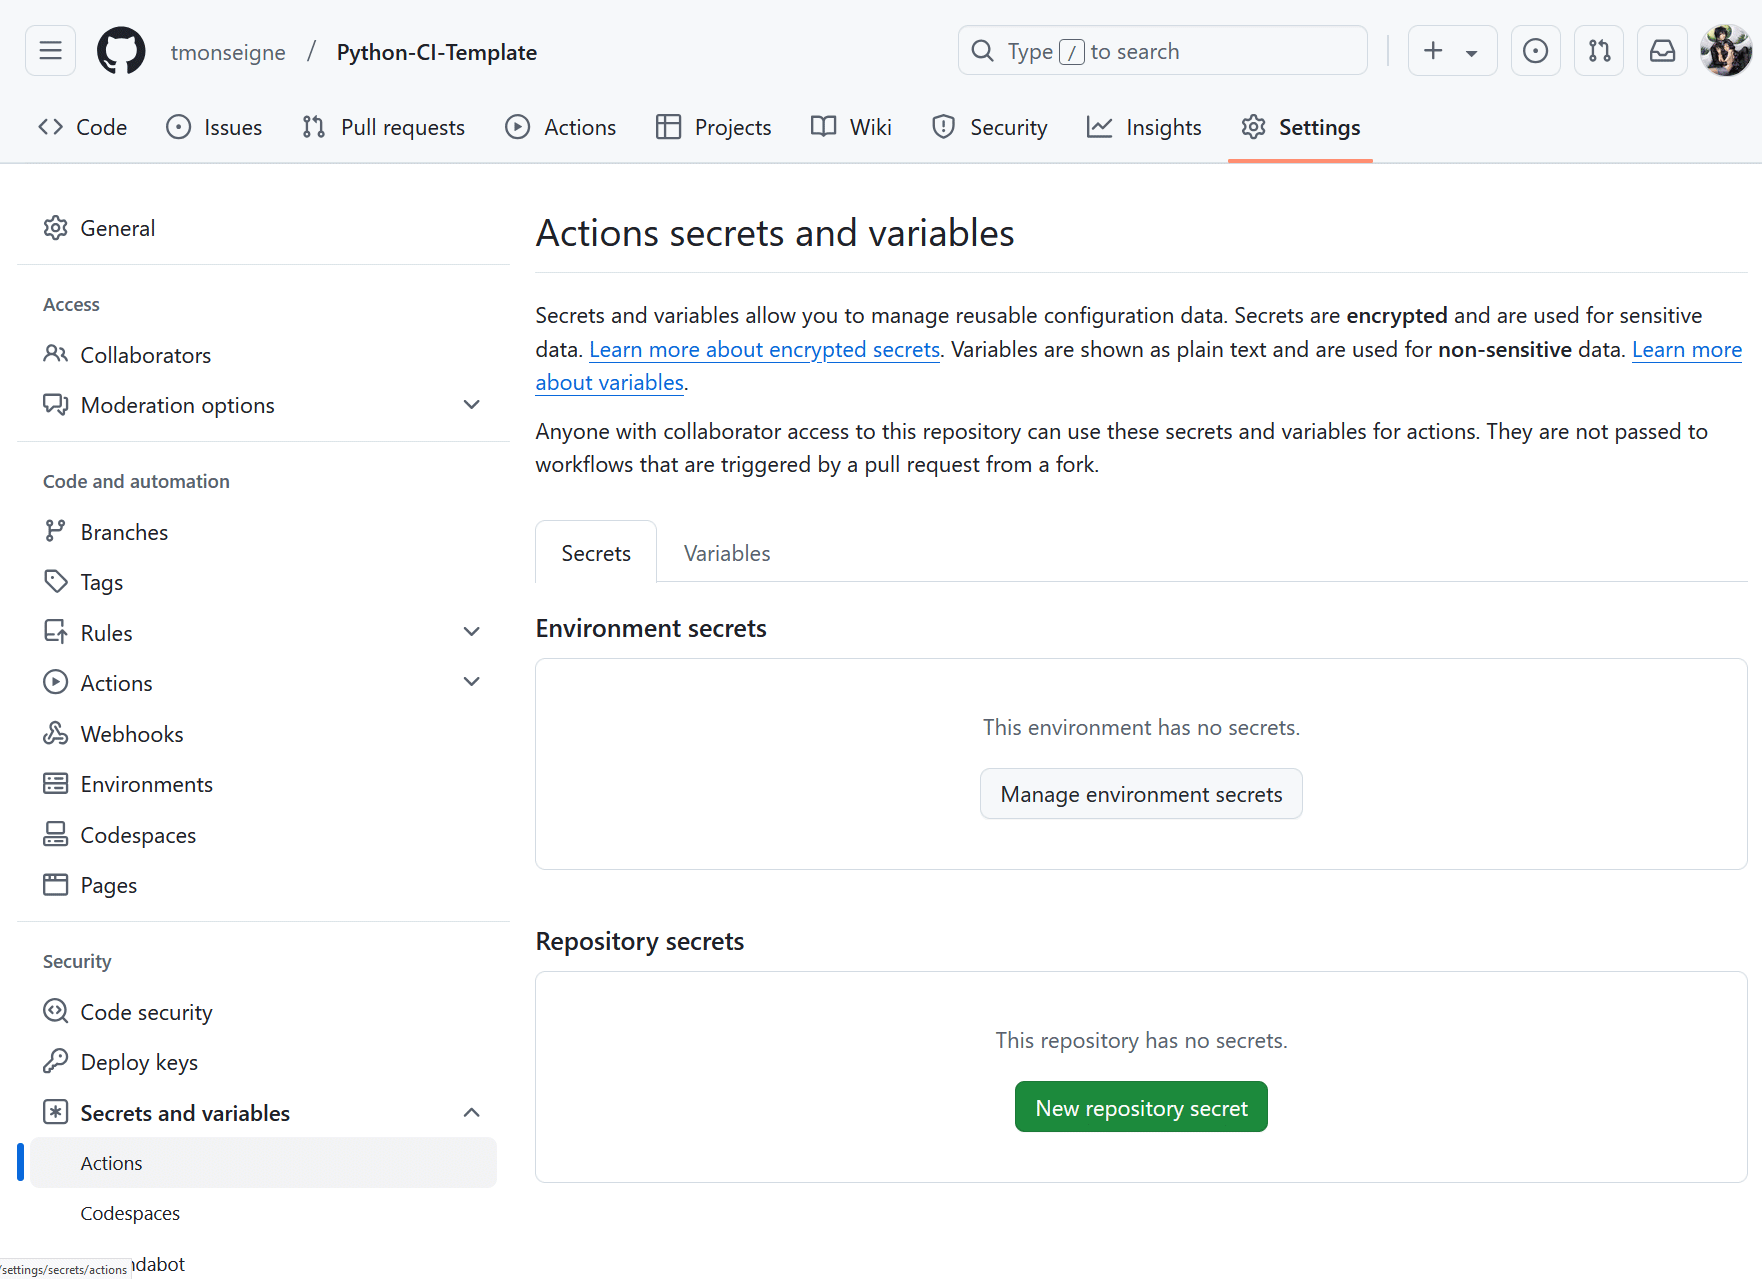 tmonseigne / Python-CI-Template
Type / to search
Code Issues Pull requests Actions Projects Wiki Security Insights Settings
General
Access
Collaborators
Moderation options
Code and automation
Branches
Tags
Rules
Actions
Webhooks
Environments
Codespaces
Pages
Security
Code security
Deploy keys
Secrets and variables
Actions
Codespaces
ndabot
/settings/secrets/actions
Actions secrets and variables
Secrets and variables allow you to manage reusable configuration data. Secrets are encrypted and are used for sensitive
data. Learn more about encrypted secrets. Variables are shown as plain text and are used for non-sensitive data. Learn more
about variables.
Anyone with collaborator access to this repository can use these secrets and variables for actions. They are not passed to
workflows that are triggered by a pull request from a fork.
Secrets Variables
Environment secrets
This environment has no secrets.
Manage environment secrets
Repository secrets
This repository has no secrets.
New repository secret